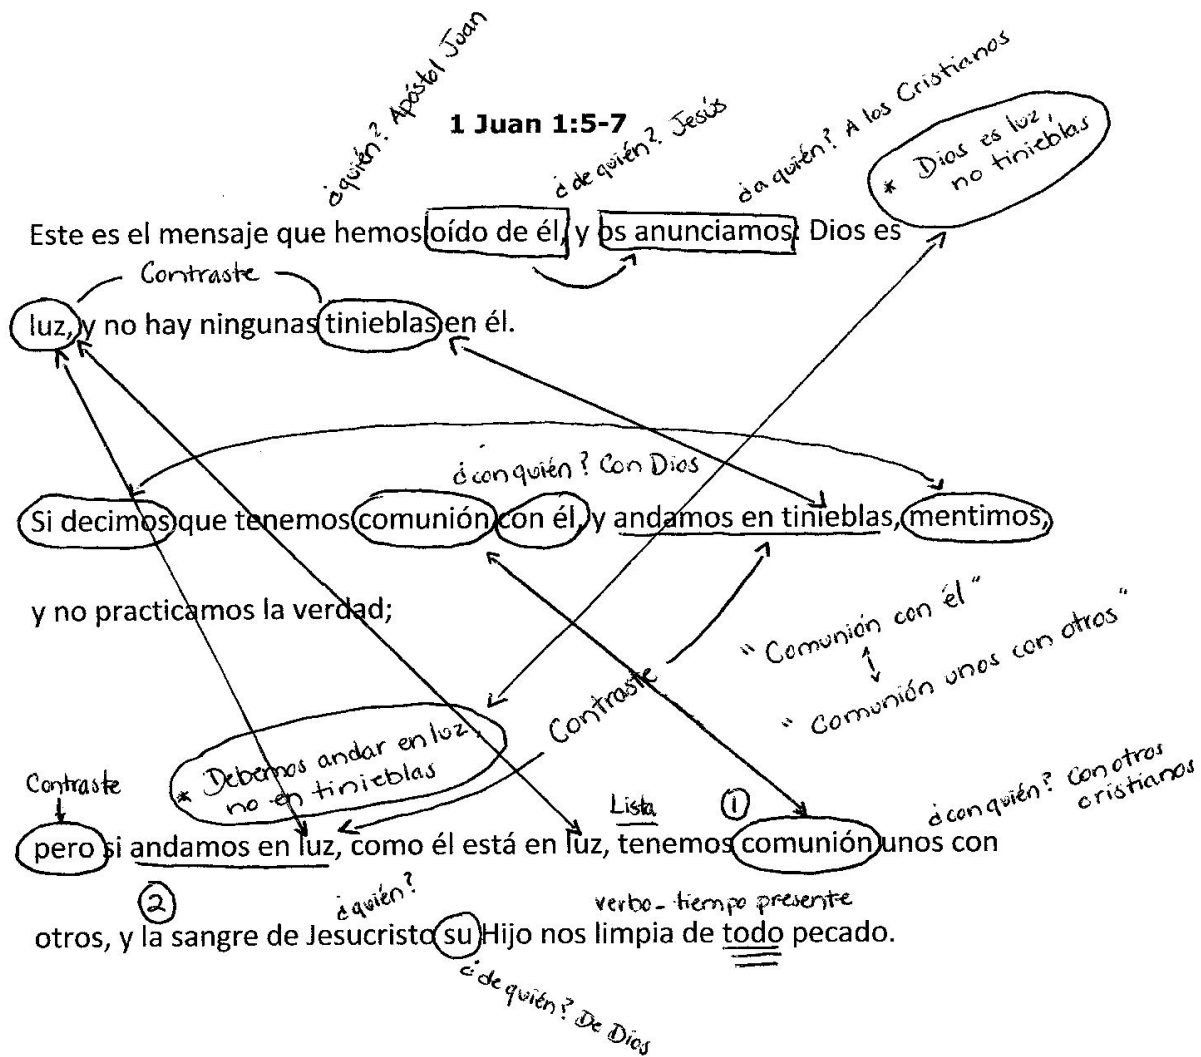 ¿quién? Apóstol Juan
1 Juan 1:5-7
¿de quién? Jesús
¿a quién? A los Cristianos
* Dios es luz,
no tinieblas
Este es el mensaje que hemos oído de él, y os anunciamos: Dios es
Contraste
luz, y no hay ningunas tinieblas en él.
¿con quién? Con Dios
Si decimos que tenemos comunión con él, y andamos en tinieblas, mentimos,
y no practicamos la verdad;
"Comunión con él"
"Comunión unos con otros"
Contraste
* Debemos andar en luz,
no en tinieblas
Contraste
Lista
1
¿con quién? Con otros
cristianos
pero si andamos en luz, como él está en luz, tenemos comunión unos con
2
¿quién?
verbo - tiempo presente
otros, y la sangre de Jesucristo su Hijo nos limpia de todo pecado.
¿de quién? De Dios